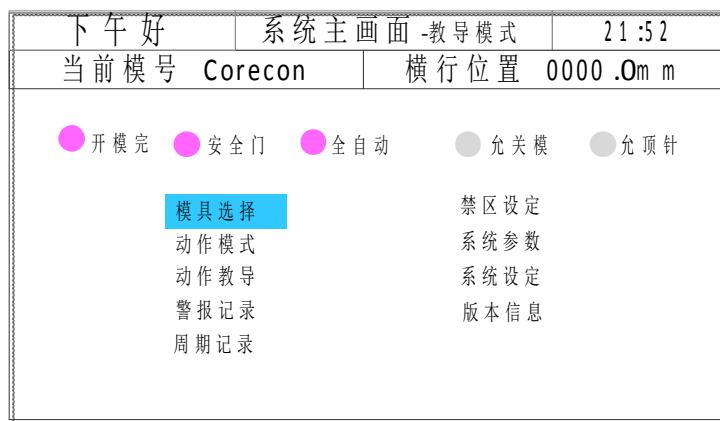 下午好 系统主画面-教导模式 21:52
当前模号 Corecon 横行位置 0000.0mm
开模完 安全门 全自动 允关模 允顶针
模具选择 禁区设定
动作模式 系统参数
动作教导 系统设定
警报记录 版本信息
周期记录